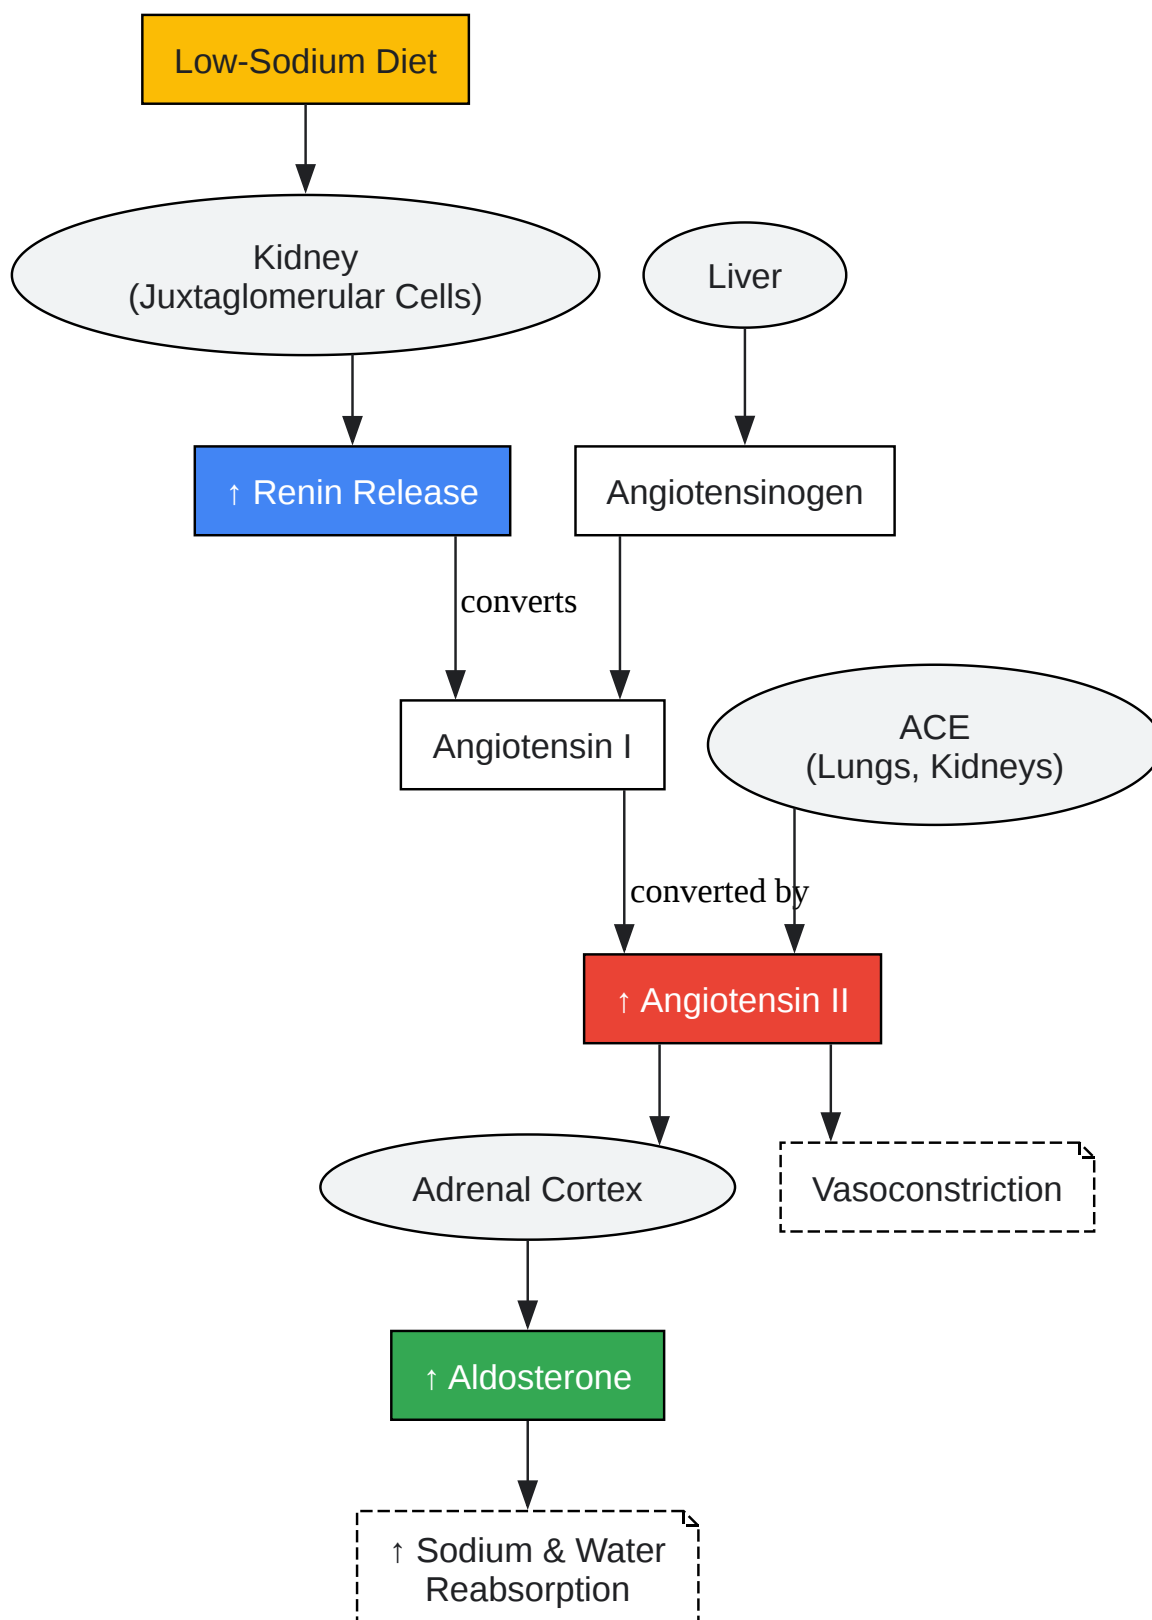 Low-Sodium Diet
Kidney
(Juxtaglomerular Cells)
Liver
↑ Renin Release
Angiotensinogen
converts
Angiotensin I
ACE
(Lungs, Kidneys)
converted by
↑ Angiotensin II
Adrenal Cortex
Vasoconstriction
↑ Aldosterone
↑ Sodium & Water
Reabsorption